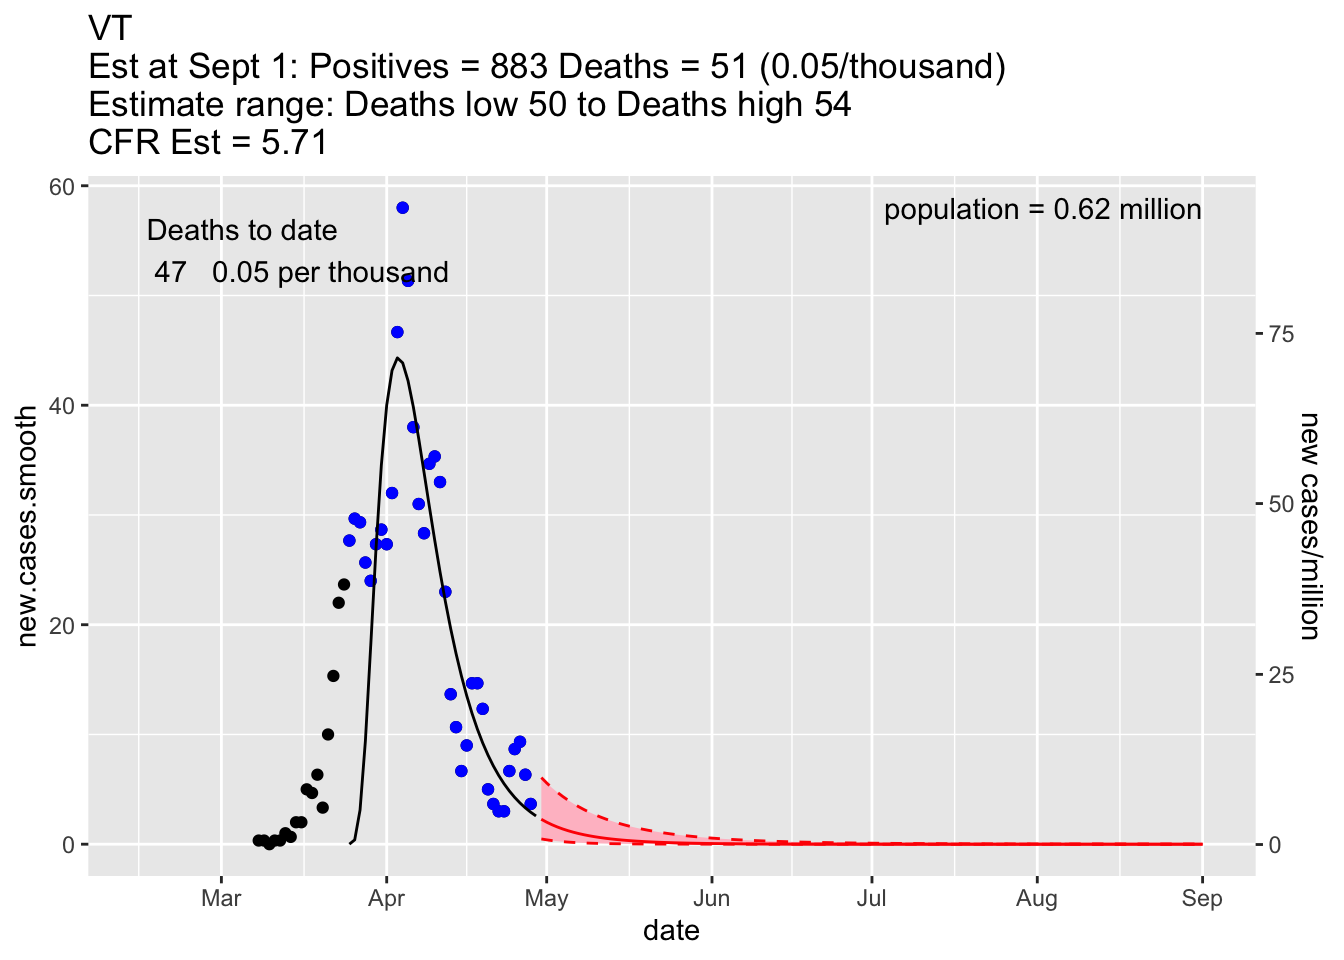 VT
Est at Sept 1: Positives = 883 Deaths = 51 (0.05/thousand)
Estimate range: Deaths low 50 to Deaths high 54
CFR Est = 5.71
Deaths to date
47 0.05 per thousand
population = 0.62 million
60
40
20
0
new.cases.smooth
75
50
25
0
new cases/million
Mar Apr May Jun Jul Aug Sep
date